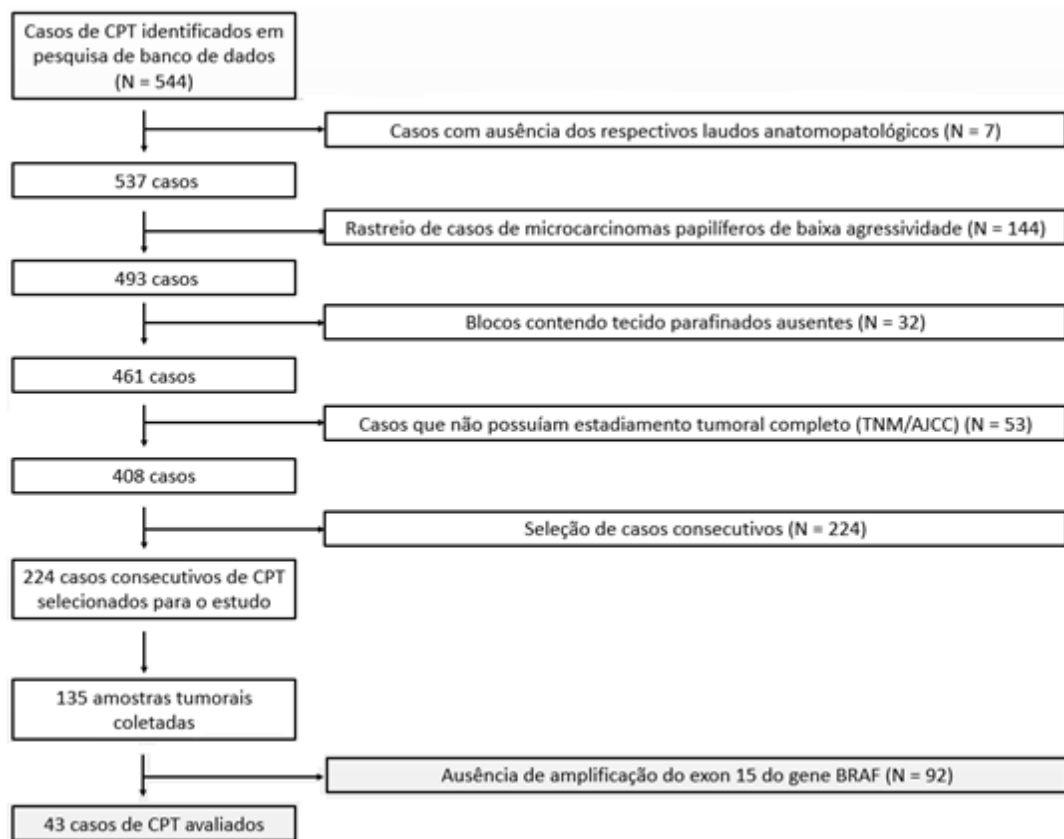 Casos de CPT identificados em
pesquisa de banco de dados
(N = 544)
Casos com ausência dos respectivos laudos anatomopatológicos (N = 7)
537 casos
Rastreio de casos de microcarcinomas papilíferos de baixa agressividade (N = 144)
493 casos
Blocos contendo tecido parafinados ausentes (N = 32)
461 casos
Casos que não possuíam estadiamento tumoral completo (TNM/AJCC) (N = 53)
408 casos
Seleção de casos consecutivos (N = 224)
224 casos consecutivos de CPT
selecionados para o estudo
135 amostras tumorais
coletadas
Ausência de amplificação do exon 15 do gene BRAF (N = 92)
43 casos de CPT avaliados